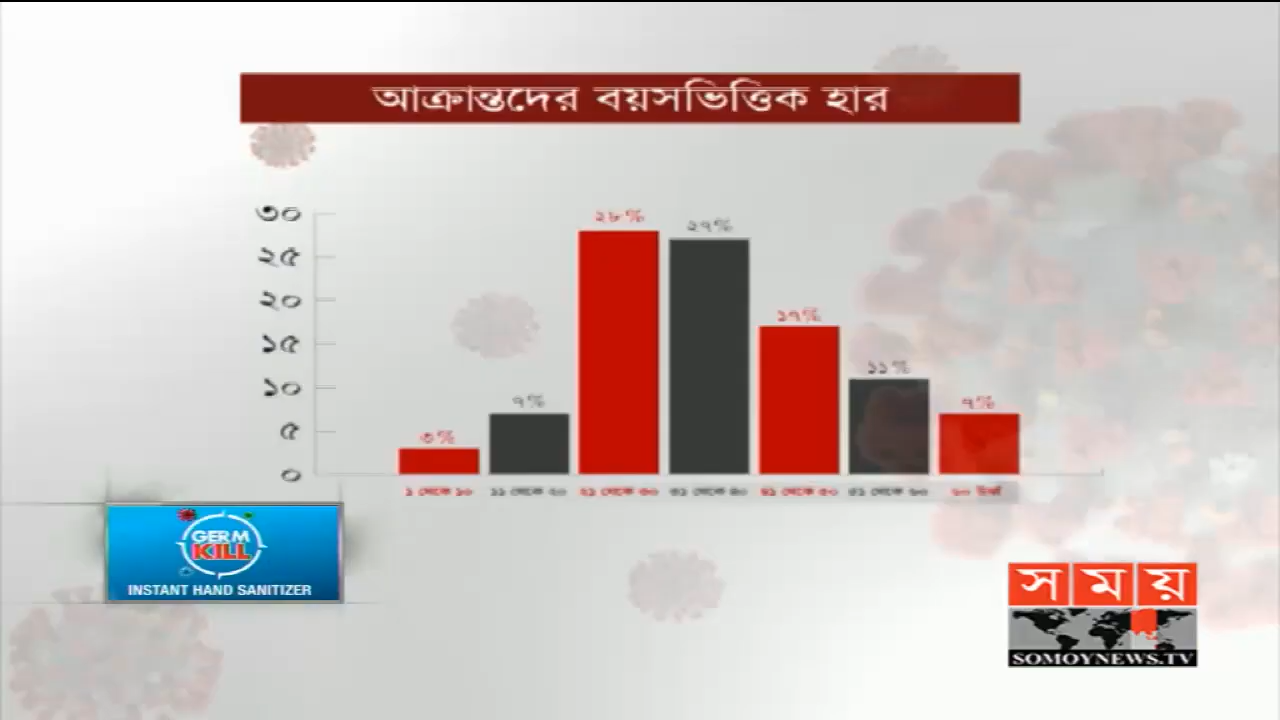 আক্রান্তদের বয়সভিত্তিক হার
৩০
২৫
২০
১৫
১০
৫
০
৩%
৭%
২৮%
২৭%
১৭%
১১%
৭%
১ থেকে ১০
১১ থেকে ২০
২১ থেকে ৩০
৩১ থেকে ৪০
৪১ থেকে ৫০
৫১ থেকে ৬০
৬০ উর্ধ্ব
GERM
KILL
INSTANT HAND SANITIZER
সময়
SOMOYNEWS.TV